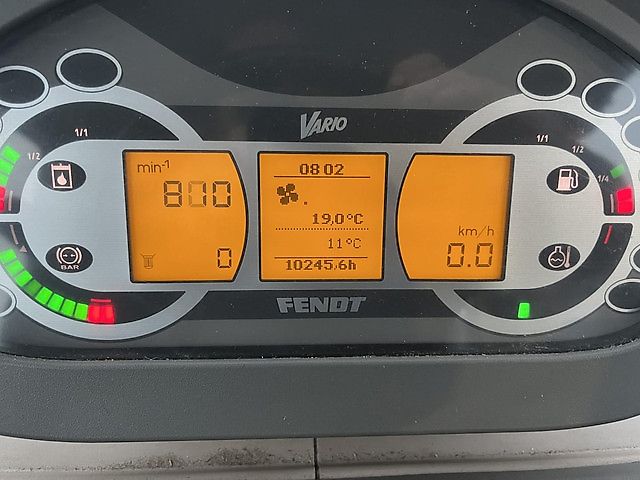 VARIO
1/1
1/2
1/1
1/2
1/4
min-1
810
0
08 02
19,0°C
11°C
10245,6h
km/h
0.0
BAR
FENDT